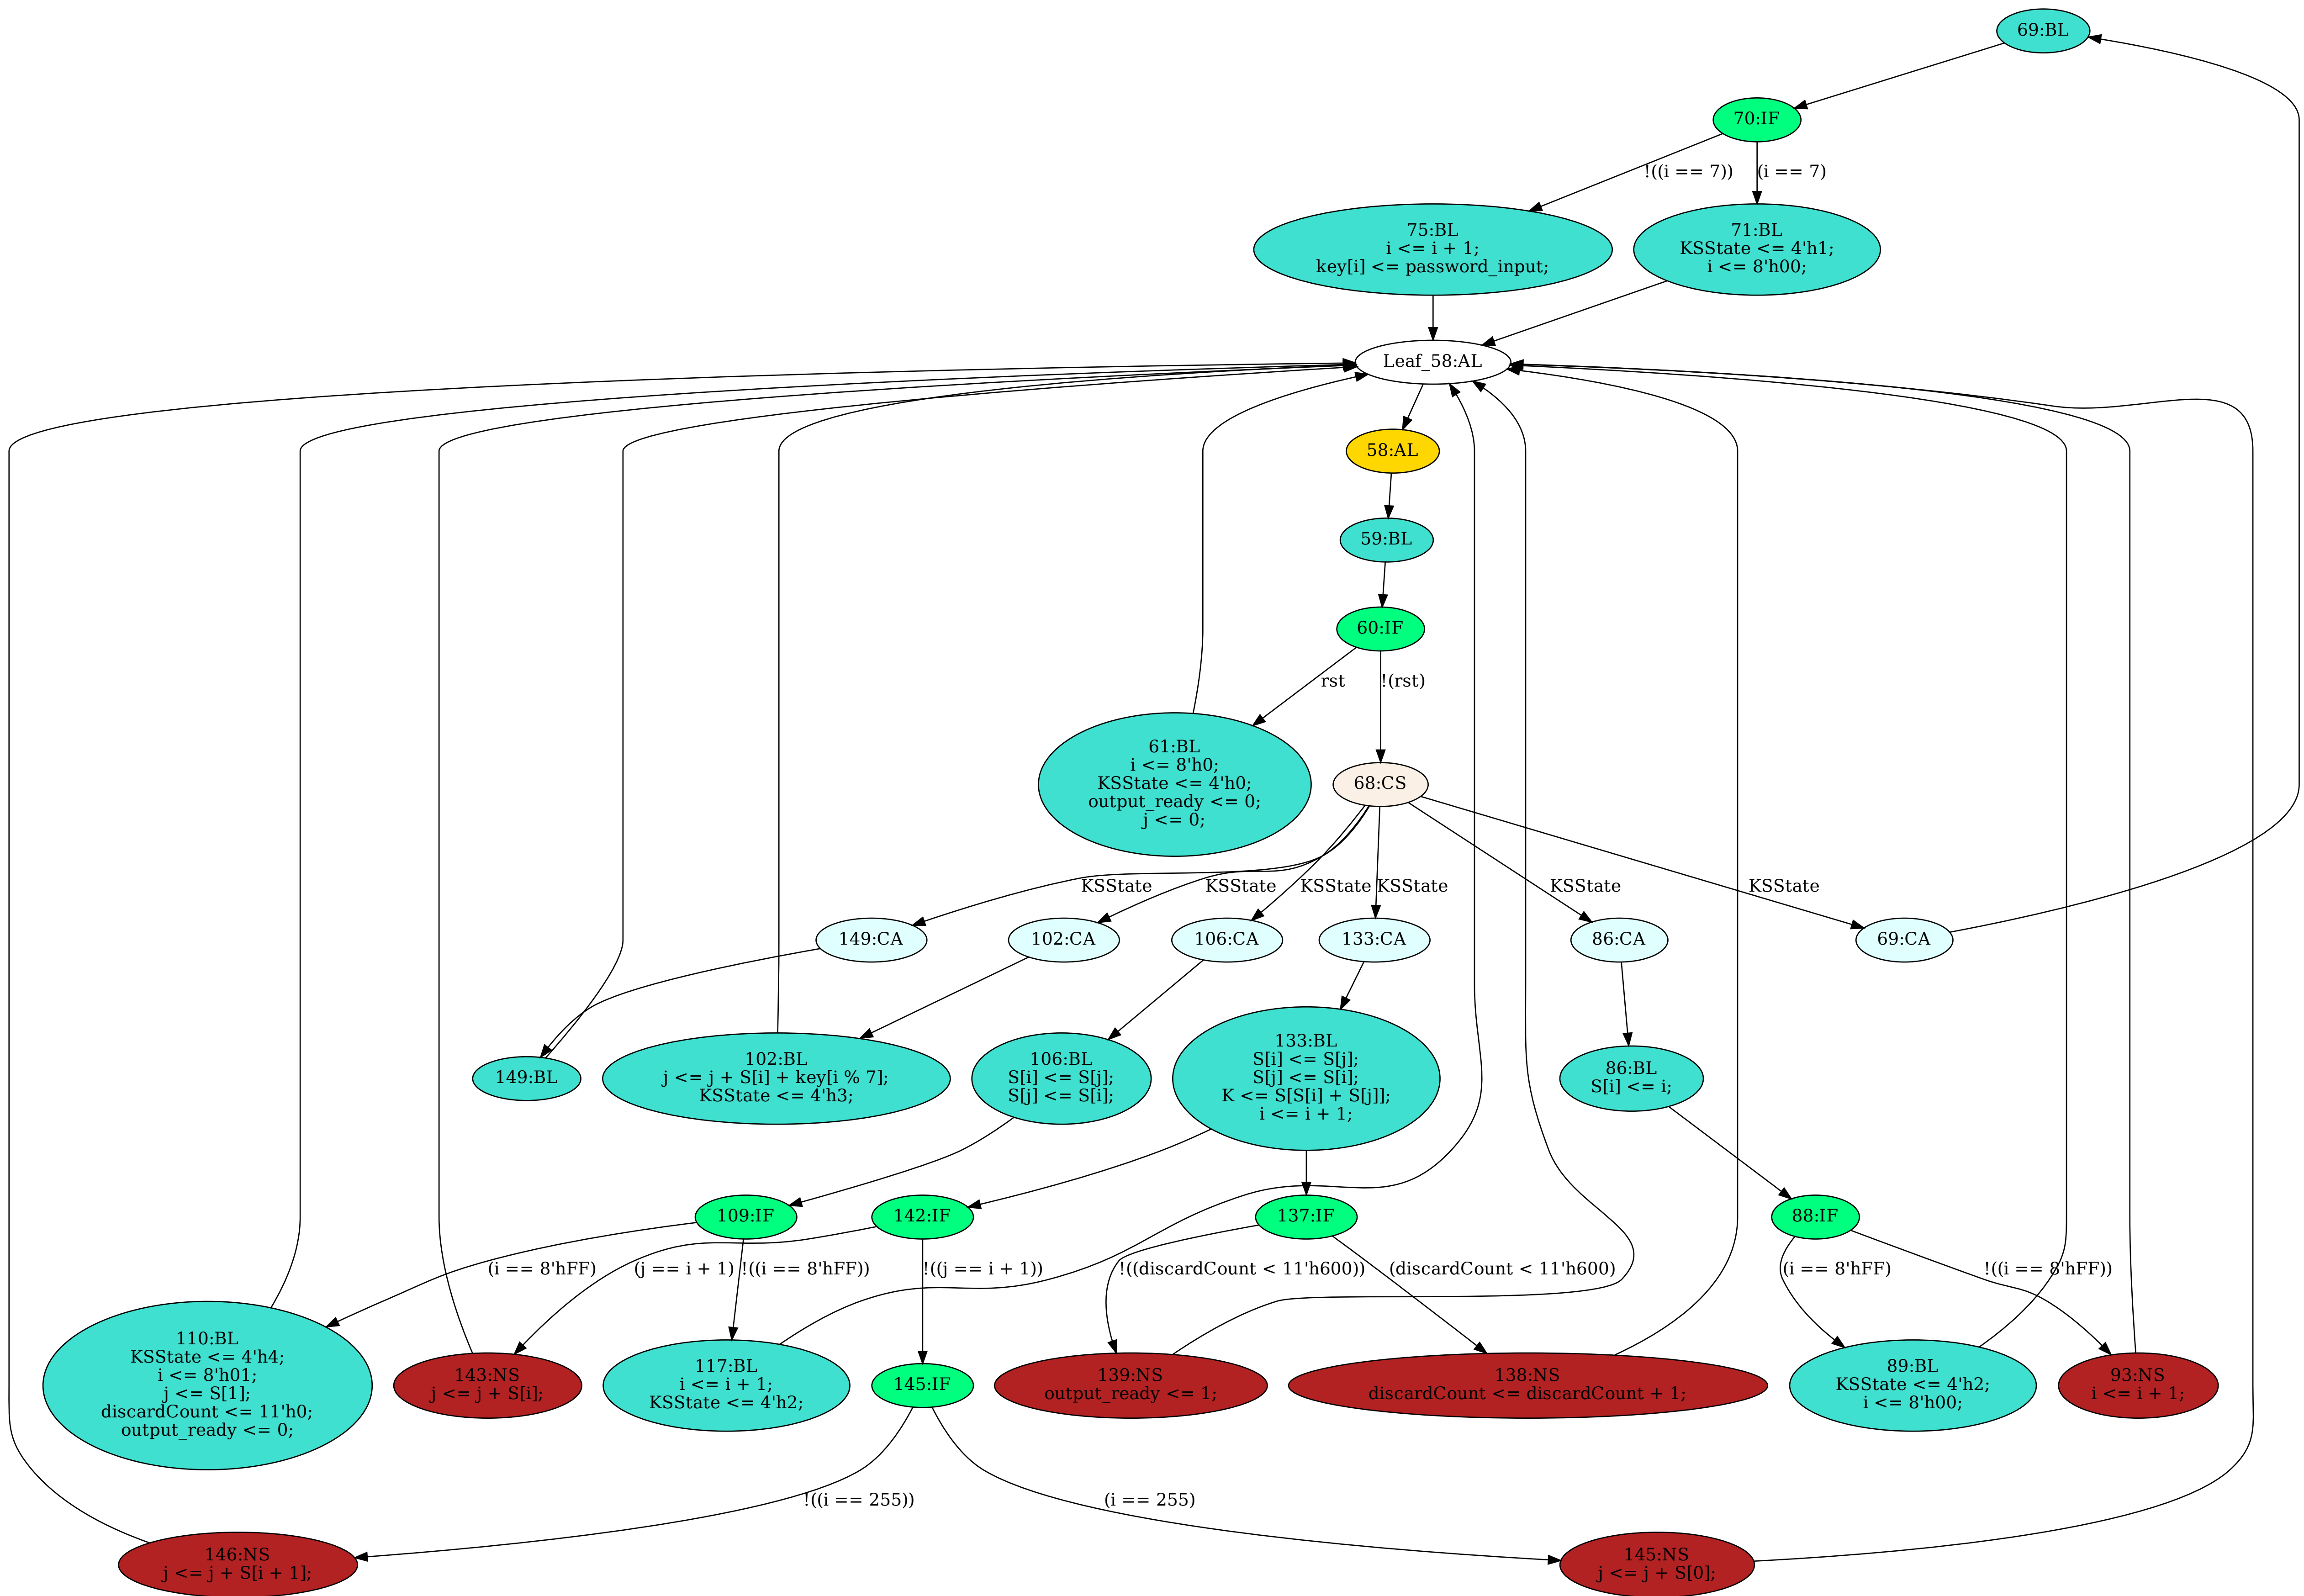 69:BL
70:IF
!((i == 7))
(i == 7)
75:BL
i <= i + 1;
key[i] <= password_input;
71:BL
KSState <= 4'h1;
i <= 8'h00;
Leaf_58:AL
58:AL
59:BL
60:IF
rst
!(rst)
61:BL
i <= 8'h0;
KSState <= 4'h0;
output_ready <= 0;
j <= 0;
68:CS
KSState
KSState
KSState
KSState
KSState
KSState
149:CA
102:CA
106:CA
133:CA
86:CA
69:CA
149:BL
102:BL
j <= j + S[i] + key[i % 7];
KSState <= 4'h3;
106:BL
S[i] <= S[j];
S[j] <= S[i];
133:BL
S[i] <= S[j];
S[j] <= S[i];
K <= S[S[i] + S[j]];
i <= i + 1;
86:BL
S[i] <= i;
109:IF
142:IF
137:IF
88:IF
(i == 8'hFF)
(j == i + 1)
!((i == 8'hFF))
!((j == i + 1))
!((discardCount < 11'h600))
(discardCount < 11'h600)
(i == 8'hFF)
!((i == 8'hFF))
110:BL
KSState <= 4'h4;
i <= 8'h01;
j <= S[1];
discardCount <= 11'h0;
output_ready <= 0;
143:NS
j <= j + S[i];
117:BL
i <= i + 1;
KSState <= 4'h2;
145:IF
139:NS
output_ready <= 1;
138:NS
discardCount <= discardCount + 1;
89:BL
KSState <= 4'h2;
i <= 8'h00;
93:NS
i <= i + 1;
!((i == 255))
(i == 255)
146:NS
j <= j + S[i + 1];
145:NS
j <= j + S[0];